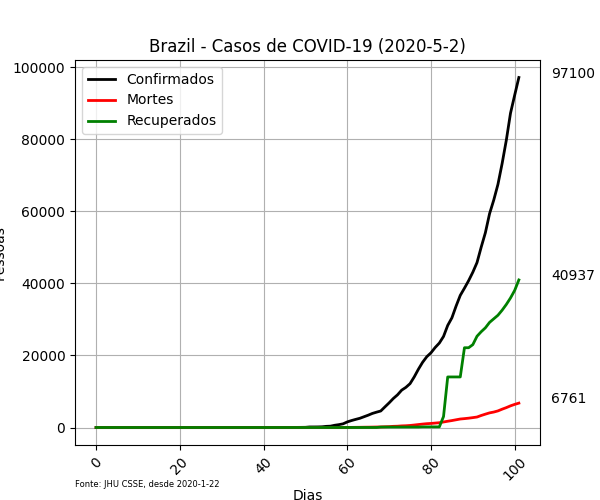 Brazil - Casos de COVID-19 (2020-5-2)
Confirmados
Mortes
Recuperados
100000
80000
60000
40000
20000
0
97100
40937
6761
0
20
40
60
80
100
Dias
Fonte: JHU CSSE, desde 2020-1-22